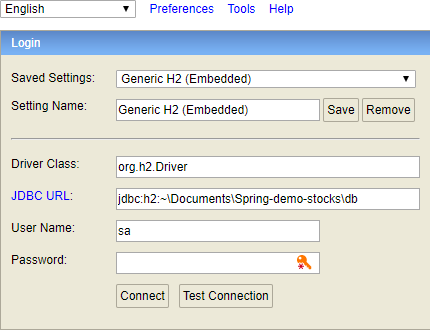 English Preferences Tools Help
Login
Saved Settings: Generic H2 (Embedded)
Setting Name: Generic H2 (Embedded) Save Remove
Driver Class: org.h2.Driver
JDBC URL: jdbc:h2:~\Documents\Spring-demo-stocks\db
User Name: sa
Password:
Connect Test Connection